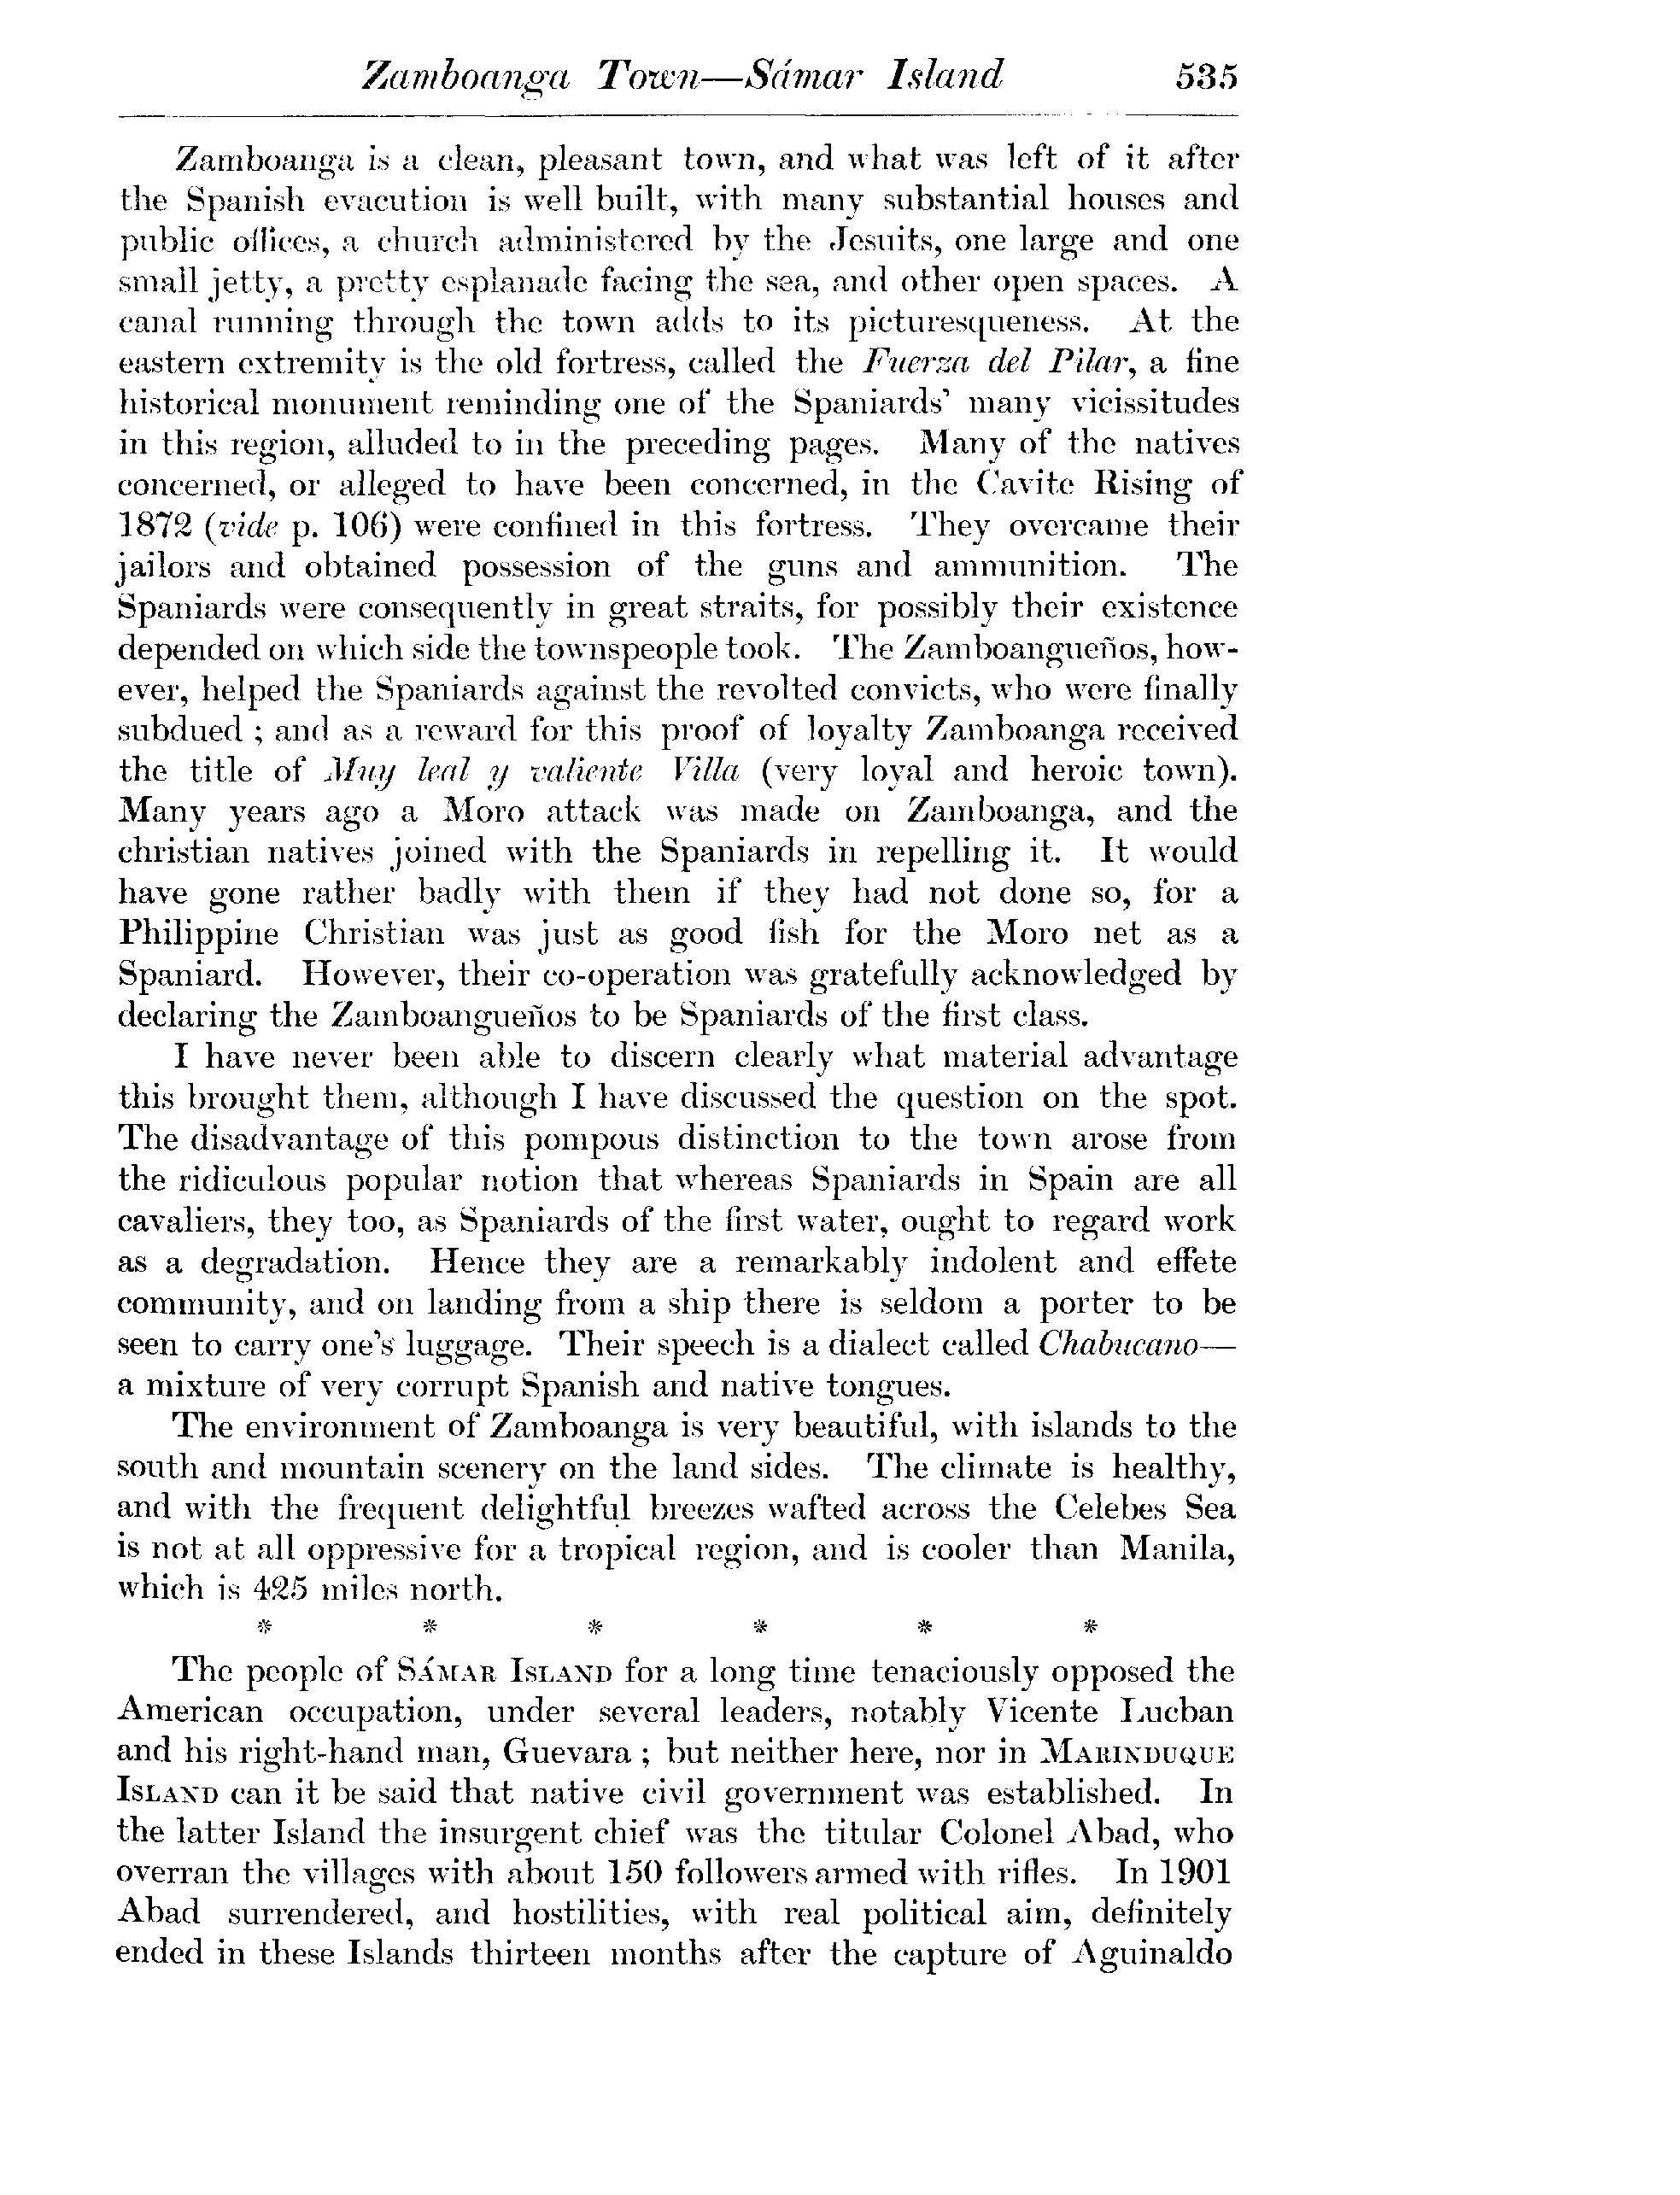 Zamboanga Town—Sámar Island 535
Zamboanga is a clean, pleasant town, and what was left of it after
the Spanish evacution is well built, with many substantial houses and
public offices, a church administered by the Jesuits, one large and one
small jetty, a pretty esplanade facing the sea, and other open spaces. A
canal running through the town adds to its picturesqueness. At the
eastern extremity is the old fortress, called the Fuerza del Pilar, a fine
historical monument reminding one of the Spaniards' many vicissitudes
in this region, alluded to in the preceding pages. Many of the natives
concerned, or alleged to have been concerned, in the Cavite Rising of
1872 (vide p. 106) were confined in this fortress. They overcame their
jailors and obtained possession of the guns and ammunition. The
Spaniards were consequently in great straits, for possibly their existence
depended on which side the townspeople took. The Zamboangueños, how-
ever, helped the Spaniards against the revolted convicts, who were finally
subdued ; and as a reward for this proof of loyalty Zamboanga received
the title of Muy leal y valiente Villa (very loyal and heroic town).
Many years ago a Moro attack was made on Zamboanga, and the
christian natives joined with the Spaniards in repelling it. It would
have gone rather badly with them if they had not done so, for a
Philippine Christian was just as good fish for the Moro net as a
Spaniard. However, their co-operation was gratefully acknowledged by
declaring the Zamboangueños to be Spaniards of the first class.
I have never been able to discern clearly what material advantage
this brought them, although I have discussed the question on the spot.
The disadvantage of this pompous distinction to the town arose from
the ridiculous popular notion that whereas Spaniards in Spain are all
cavaliers, they too, as Spaniards of the first water, ought to regard work
as a degradation. Hence they are a remarkably indolent and effete
community, and on landing from a ship there is seldom a porter to be
seen to carry one's luggage. Their speech is a dialect called Chabucano—
a mixture of very corrupt Spanish and native tongues.
The environment of Zamboanga is very beautiful, with islands to the
south and mountain scenery on the land sides. The climate is healthy,
and with the frequent delightful breezes wafted across the Celebes Sea
is not at all oppressive for a tropical region, and is cooler than Manila,
which is 425 miles north.
* * * * * *
The people of SÁMAR ISLAND for a long time tenaciously opposed the
American occupation, under several leaders, notably Vicente Lucban
and his right-hand man, Guevara ; but neither here, nor in MARINDUQUE
ISLAND can it be said that native civil government was established. In
the latter Island the insurgent chief was the titular Colonel Abad, who
overran the villages with about 150 followers armed with rifles. In 1901
Abad surrendered, and hostilities, with real political aim, definitely
ended in these Islands thirteen months after the capture of Aguinaldo